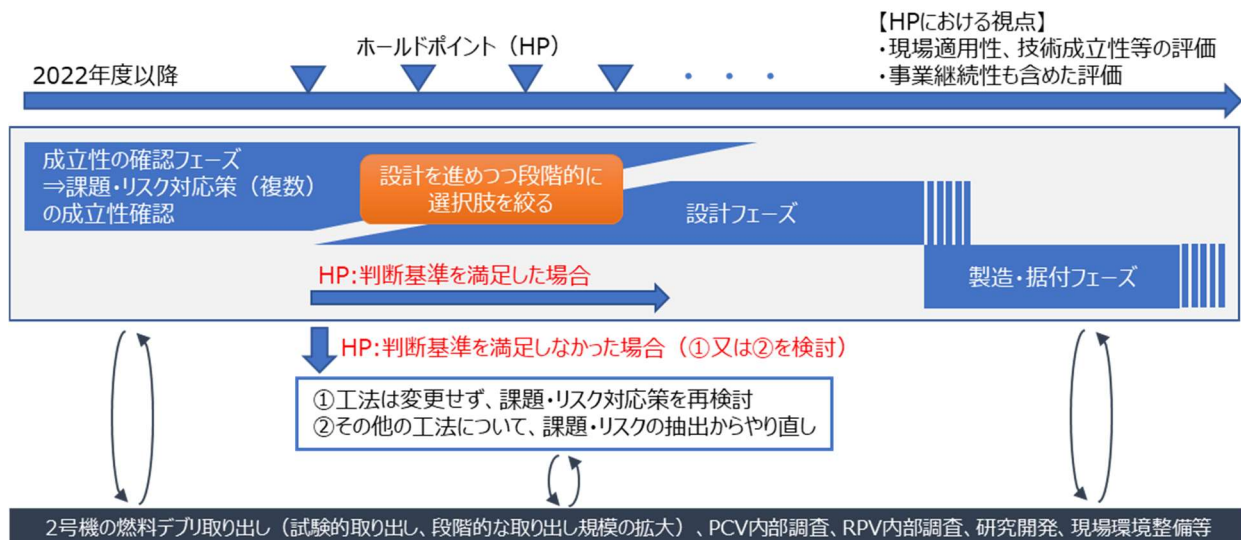 【HPにおける視点】
・現場適用性、技術成立性等の評価
・事業継続性も含めた評価
ホールドポイント（HP）
2022年度以降
・ ・ ・
成立性の確認フェーズ
⇒課題・リスク対応策（複数）
の成立性確認
設計を進めつつ段階的に
選択肢を絞る
設計フェーズ
製造・据付フェーズ
HP:判断基準を満足した場合
HP:判断基準を満足しなかった場合（①又は②を検討）
①工法は変更せず、課題・リスク対応策を再検討
②その他の工法について、課題・リスクの抽出からやり直し
2号機の燃料デブリ取り出し（試験的取り出し、段階的な取り出し規模の拡大）、PCV内部調査、RPV内部調査、研究開発、現場環境整備等